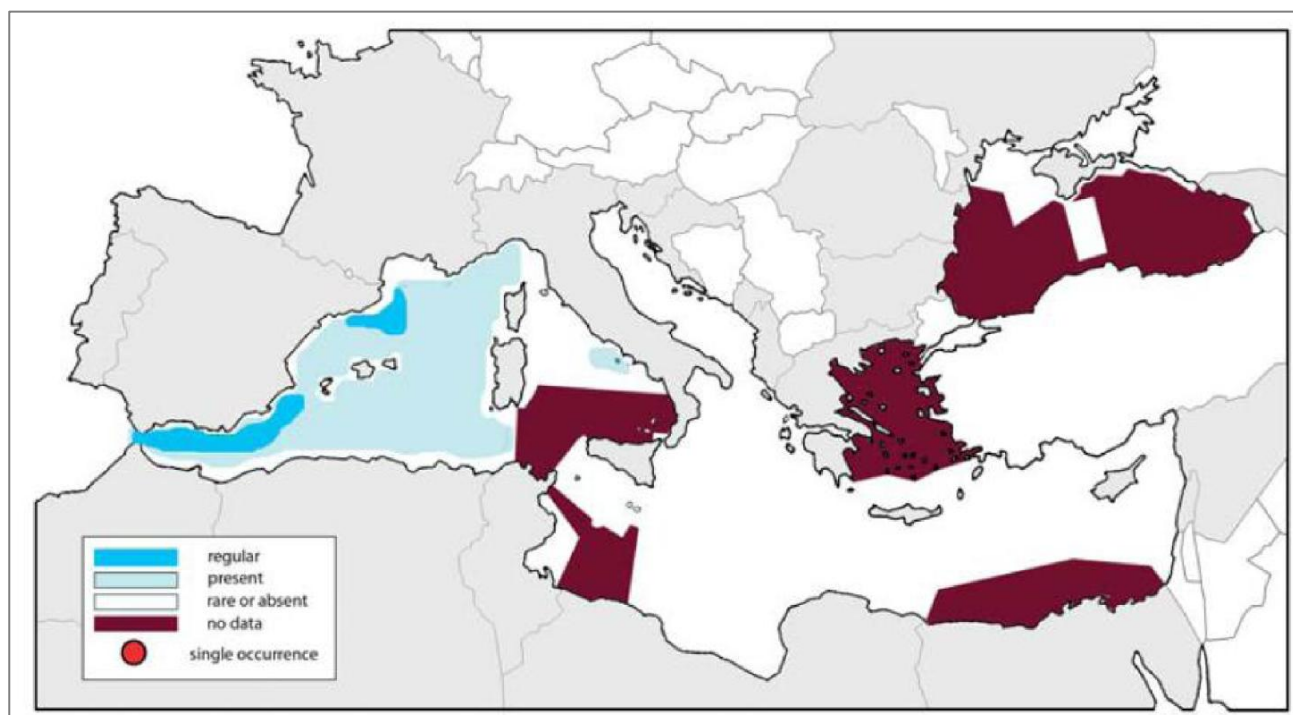 regular
present
rare or absent
no data
single occurrence